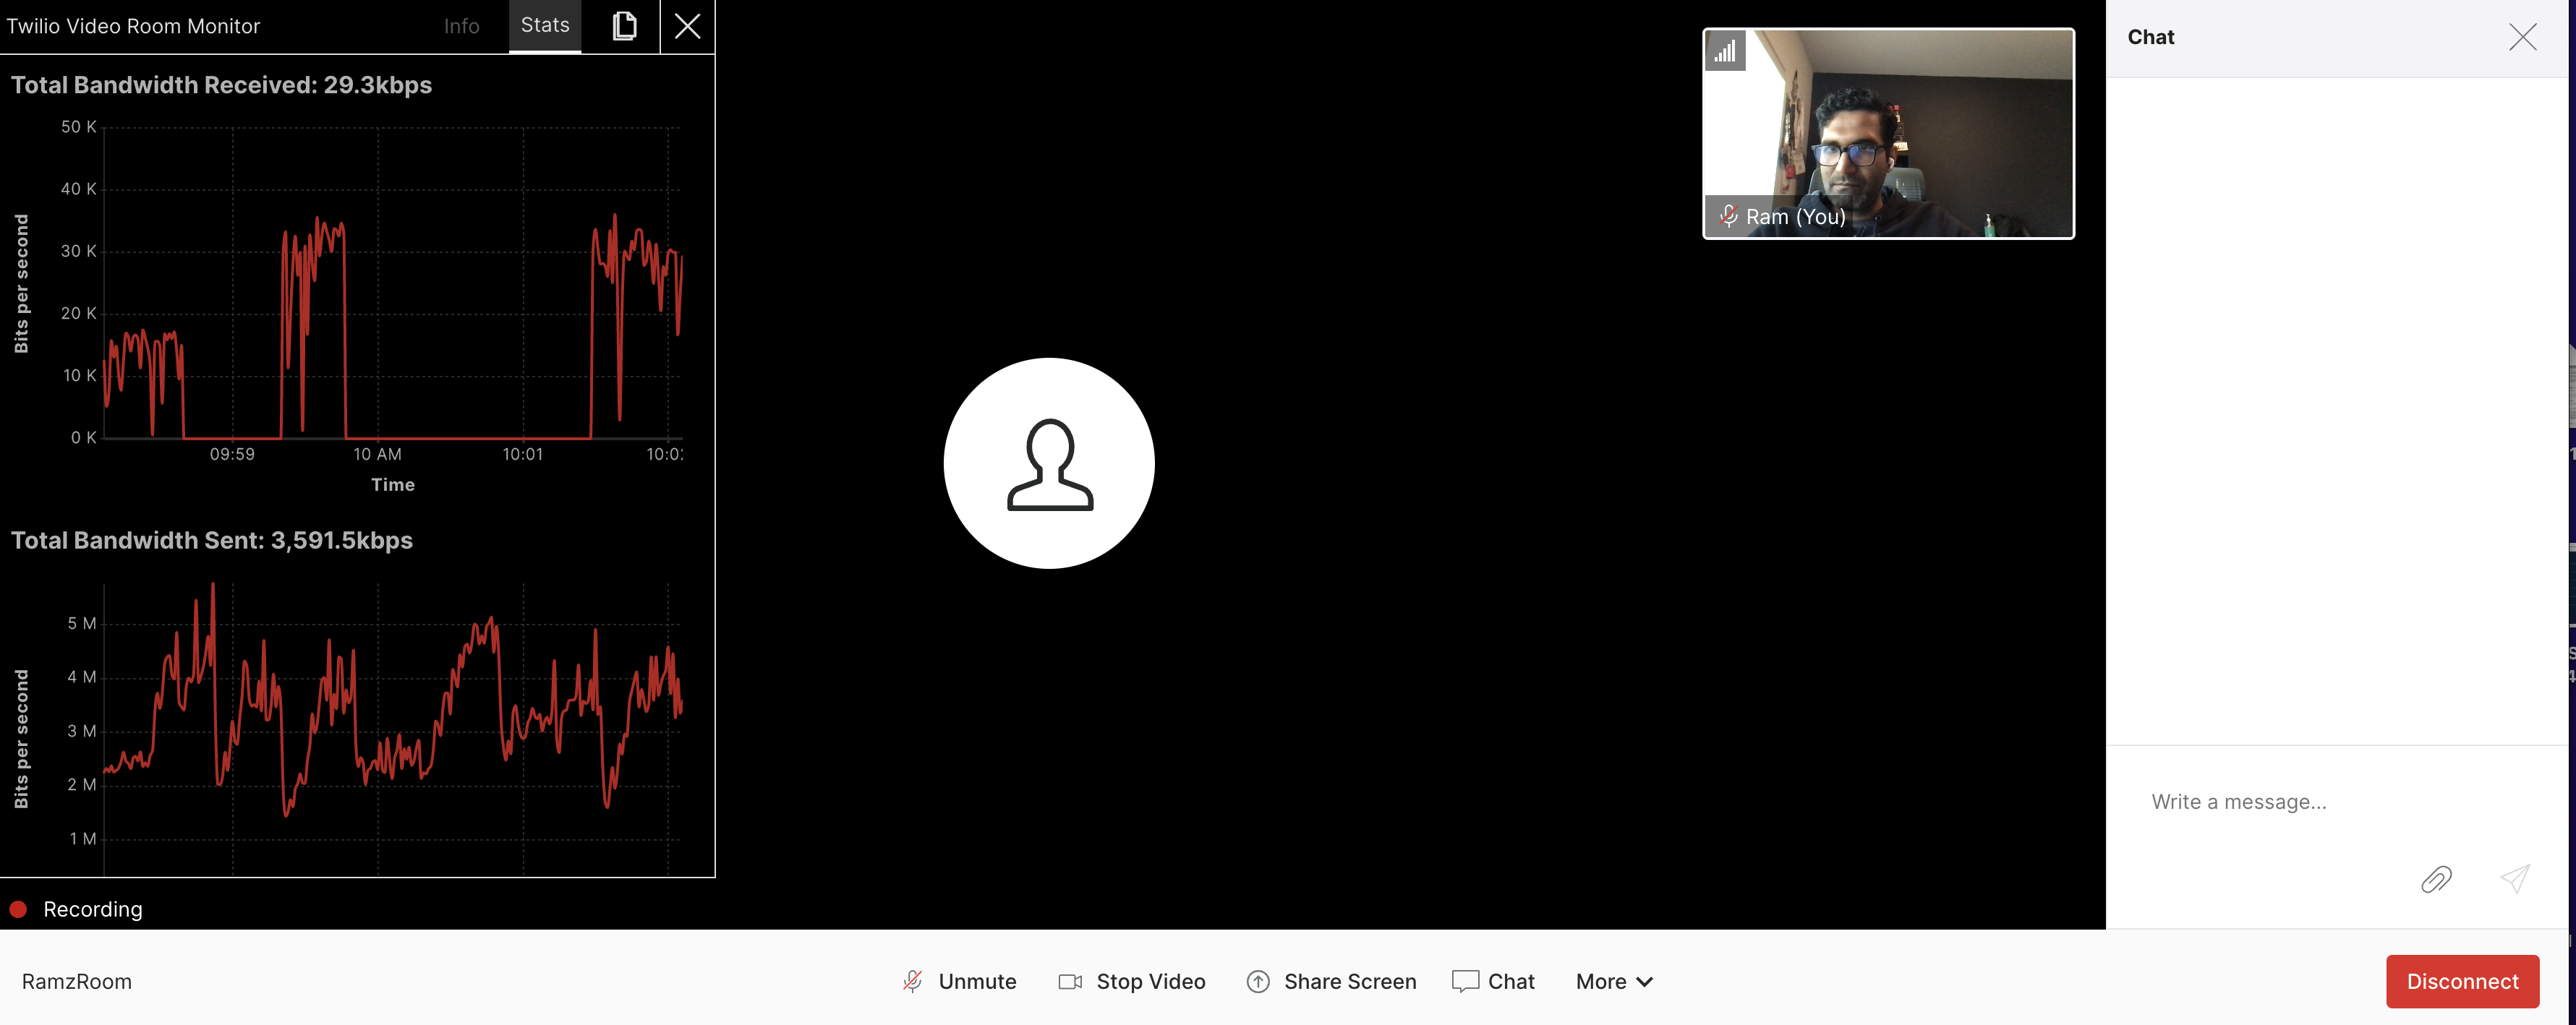 Twilio Video Room Monitor
Info
Stats
Total Bandwidth Received: 29.3kbps
50 K
40 K
30 K
20 K
10 K
0 K
Bits per second
09:59
10 AM
10:01
Time
Total Bandwidth Sent: 3,591.5kbps
5 M
4 M
3 M
2 M
1 M
Bits per second
Recording
Ram (You)
Chat
Write a message...
RamzRoom
Unmute
Stop Video
Share Screen
Chat
More
Disconnect